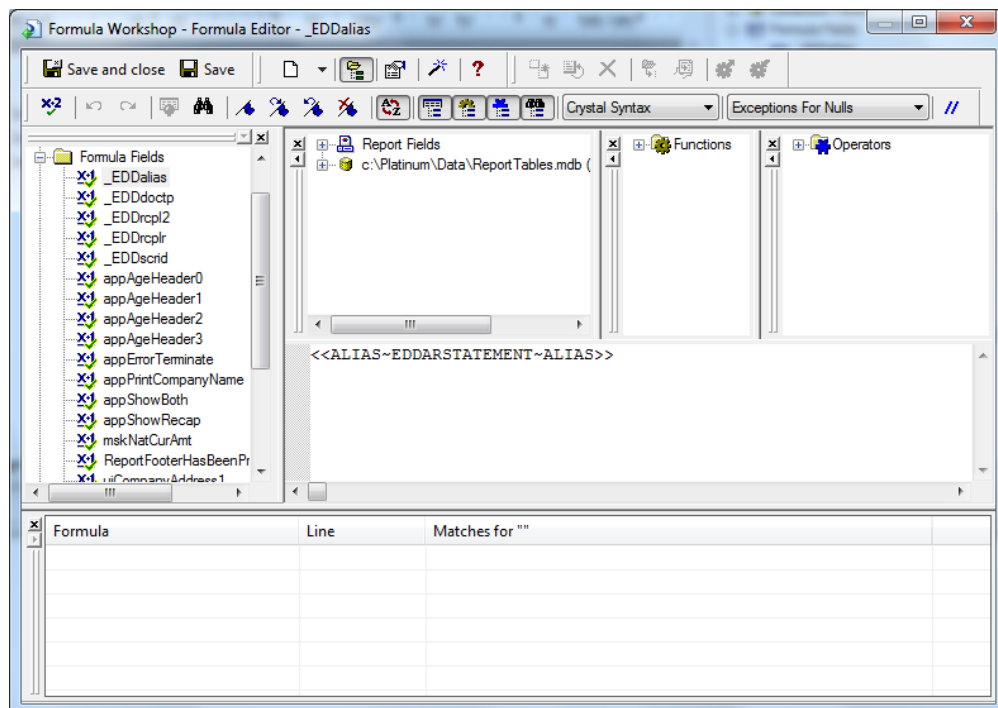 Formula Workshop - Formula Editor - _EDDalias
Save and close Save
Crystal Syntax Exceptions For Nulls //
Formula Fields
_EDDalias
_EDDdoctp
_EDDrcpl2
_EDDrcplr
_EDDscrid
appAgeHeader0
appAgeHeader1
appAgeHeader2
appAgeHeader3
appErrorTerminate
appPrintCompanyName
appShowBoth
appShowRecap
mskNatCurAmt
ReportFooterHasBeenPr
uiCompanyAddress1
Report Fields
c:\Platinum\Data\ReportTables.mdb (
Functions
Operators
<<ALIAS~EDDARSTATEMENT~ALIAS>>
Formula Line Matches for ""